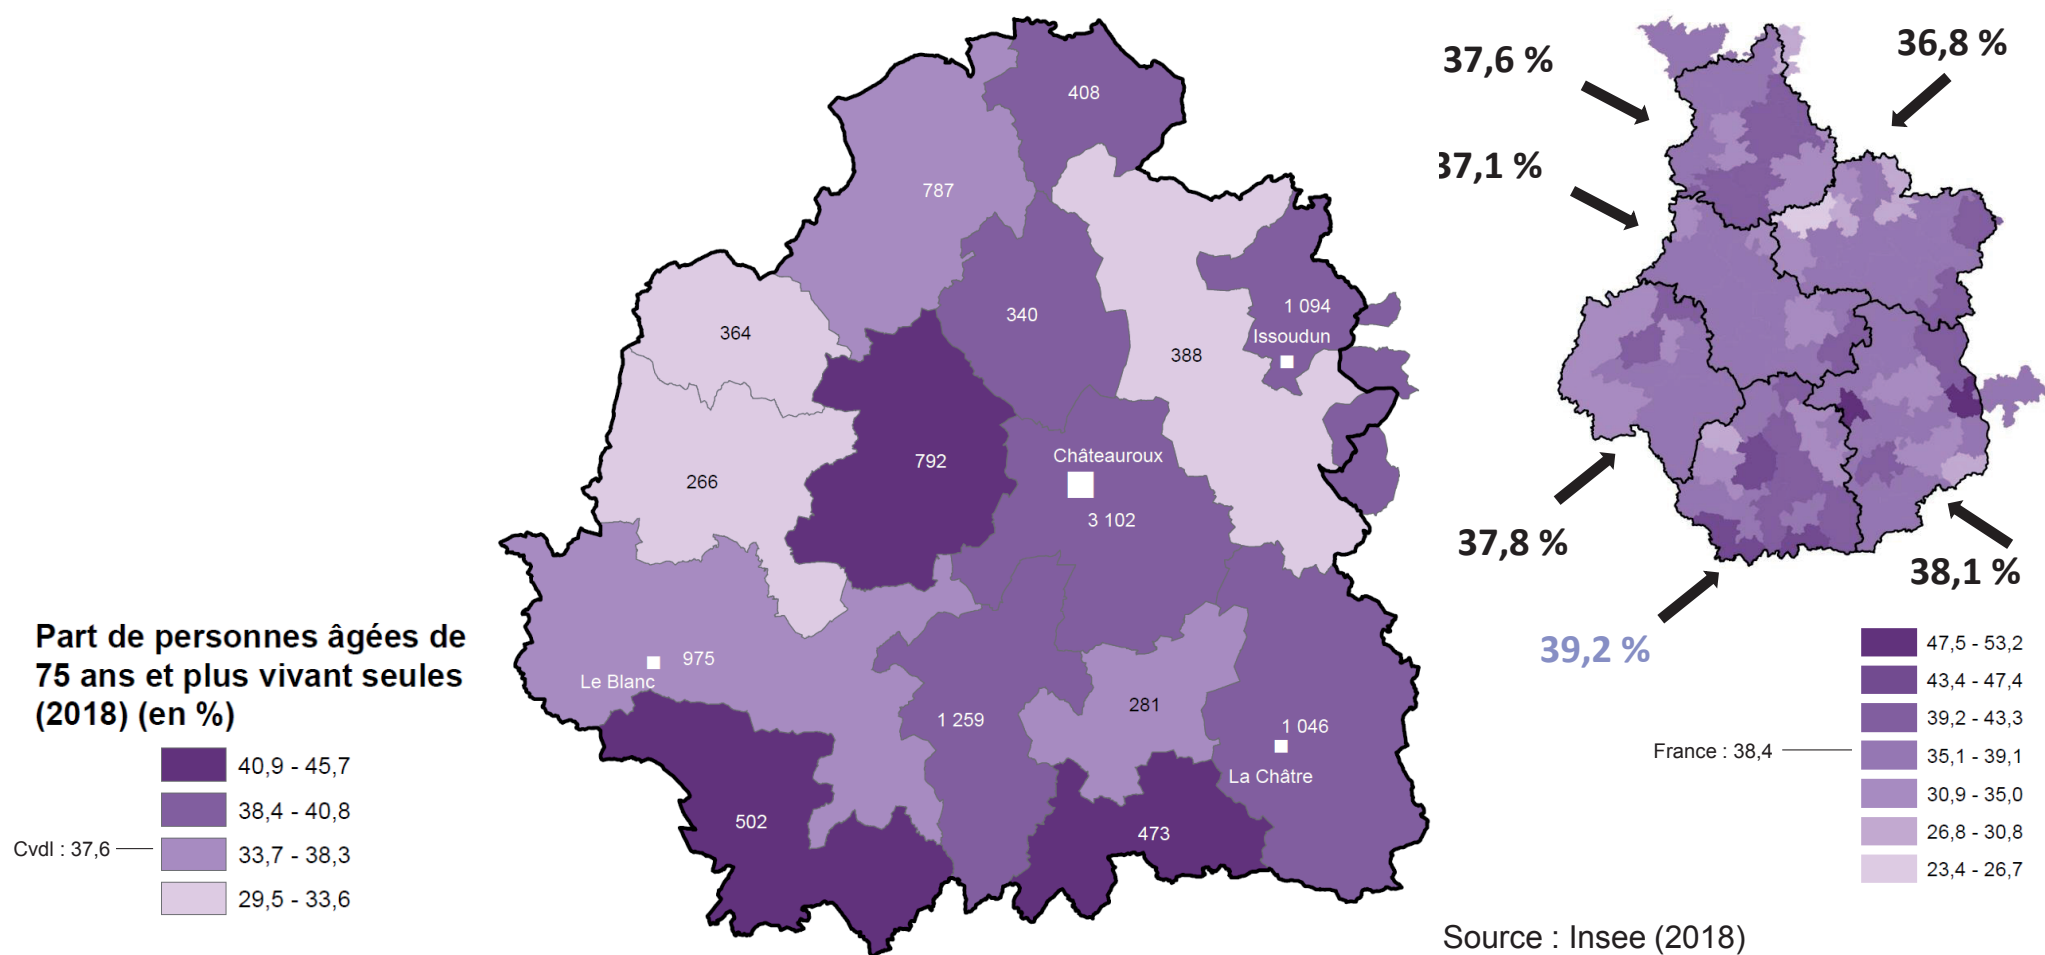 408
787
364
340
1 094
Issoudun
388
266
792
Châteauroux
3 102
975
Le Blanc
1 259
281
1 046
La Châtre
502
473
Part de personnes âgées de
75 ans et plus vivant seules
(2018) (en %)
40,9 - 45,7
38,4 - 40,8
Cvdl : 37,6
33,7 - 38,3
29,5 - 33,6
37,6 %
36,8 %
37,1 %
37,8 %
38,1 %
39,2 %
47,5 - 53,2
43,4 - 47,4
39,2 - 43,3
France : 38,4
35,1 - 39,1
30,9 - 35,0
26,8 - 30,8
23,4 - 26,7
Source : Insee (2018)